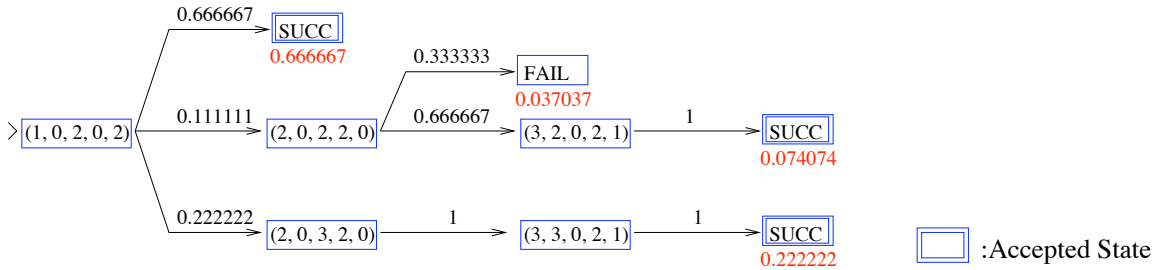 0.666667
SUCC
0.666667
0.333333
FAIL
0.037037
(1, 0, 2, 0, 2)
0.111111
(2, 0, 2, 2, 0)
0.666667
(3, 2, 0, 2, 1)
1
SUCC
0.074074
0.222222
(2, 0, 3, 2, 0)
1
(3, 3, 0, 2, 1)
1
SUCC
0.222222
:Accepted State